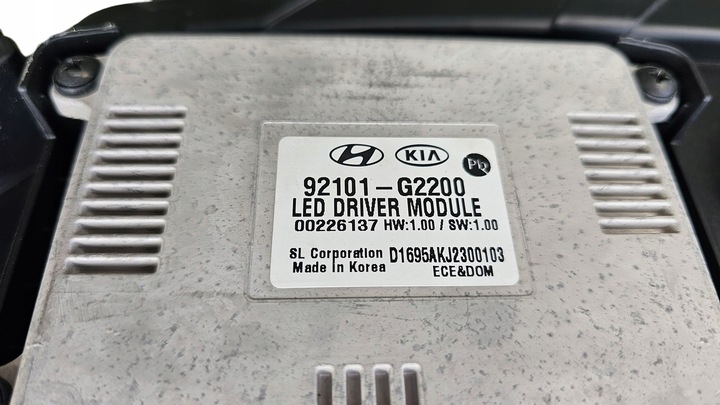 KIA Pb
92101-G2200
LED DRIVER MODULE
00226137 HW:1.00 / SW:1.00
SL Corporation D1695AKJ2300103
Made In Korea ECE&DOM